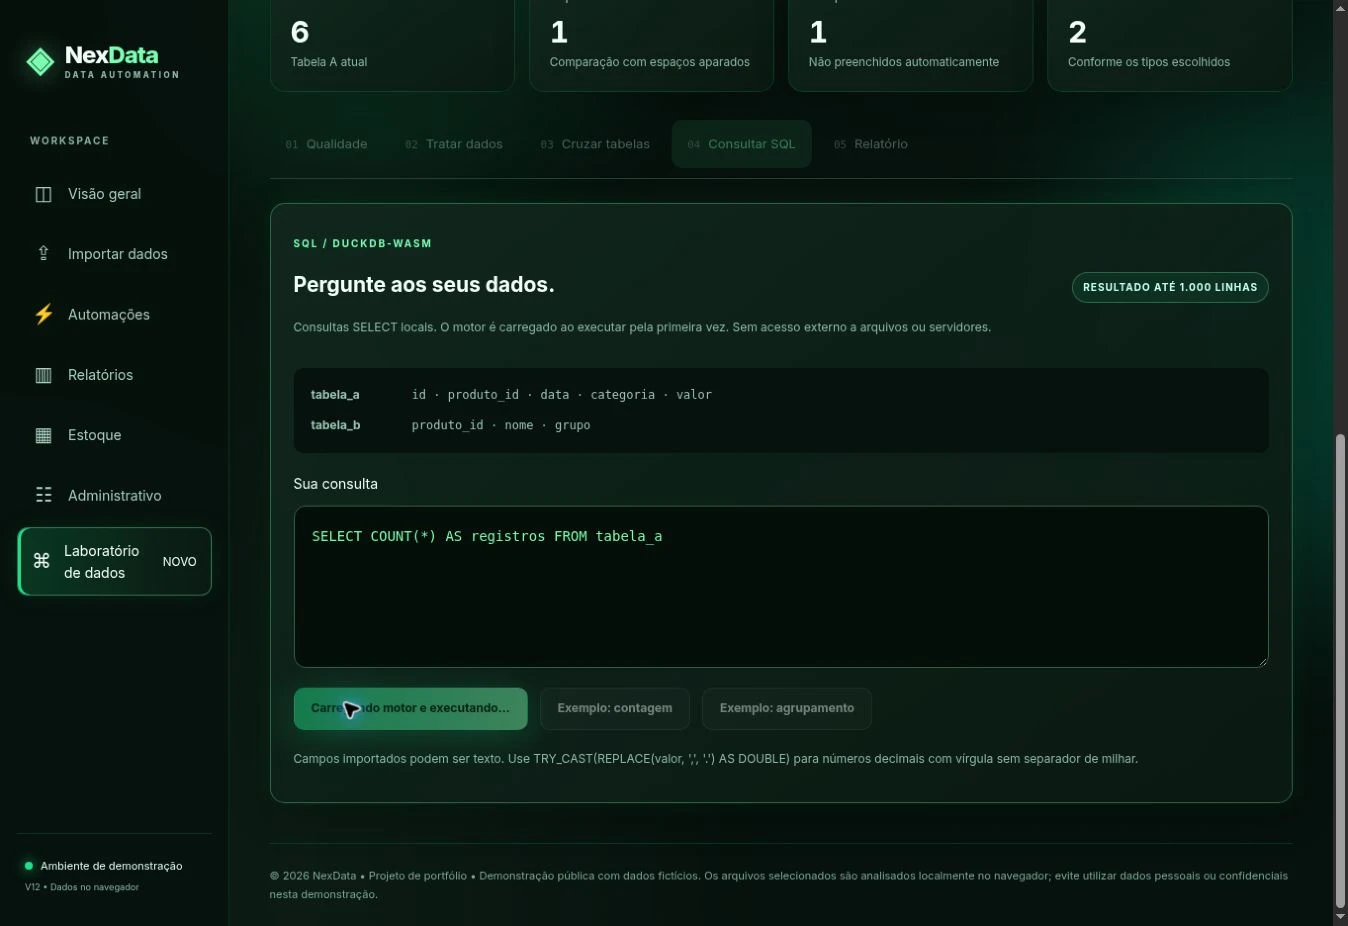 NexData
DATA AUTOMATION
WORKSPACE
Visão geral
Importar dados
Automações
Relatórios
Estoque
Administrativo
Laboratório
de dados
NOVO
Ambiente de demonstração
V12 • Dados no navegador
6
Tabela A atual
1
Comparação com espaços aparados
1
Não preenchidos automaticamente
2
Conforme os tipos escolhidos
01 Qualidade
02 Tratar dados
03 Cruzar tabelas
04 Consultar SQL
05 Relatório
SQL / DUCKDB-WASM
Pergunte aos seus dados.
RESULTADO ATÉ 1.000 LINHAS
Consultas SELECT locais. O motor é carregado ao executar pela primeira vez. Sem acesso externo a arquivos ou servidores.
tabela_a id · produto_id · data · categoria · valor
tabela_b produto_id · nome · grupo
Sua consulta
SELECT COUNT(*) AS registros FROM tabela_a
motor e executando...
Exemplo: contagem
Exemplo: agrupamento
Campos importados podem ser texto. Use TRY_CAST(REPLACE(valor, ',', '.') AS DOUBLE) para números decimais com vírgula sem separador de milhar.
© 2026 NexData • Projeto de portfólio • Demonstração pública com dados fictícios. Os arquivos selecionados são analisados localmente no navegador; evite utilizar dados pessoais ou confidenciais
nesta demonstração.